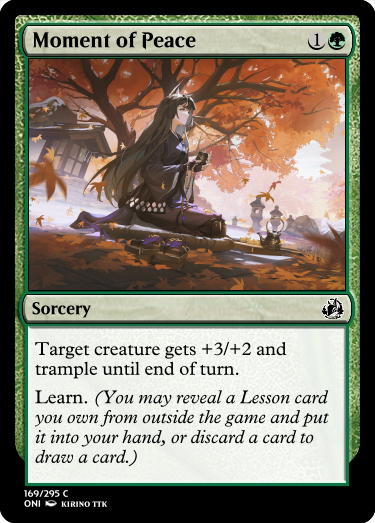 Moment of Peace 1
Sorcery
Target creature gets +3/+2 and
trample until end of turn.
Learn. (You may reveal a Lesson card
you own from outside the game and put
it into your hand, or discard a card to
draw a card.)
169/295 C
ONI KIRINO TTK